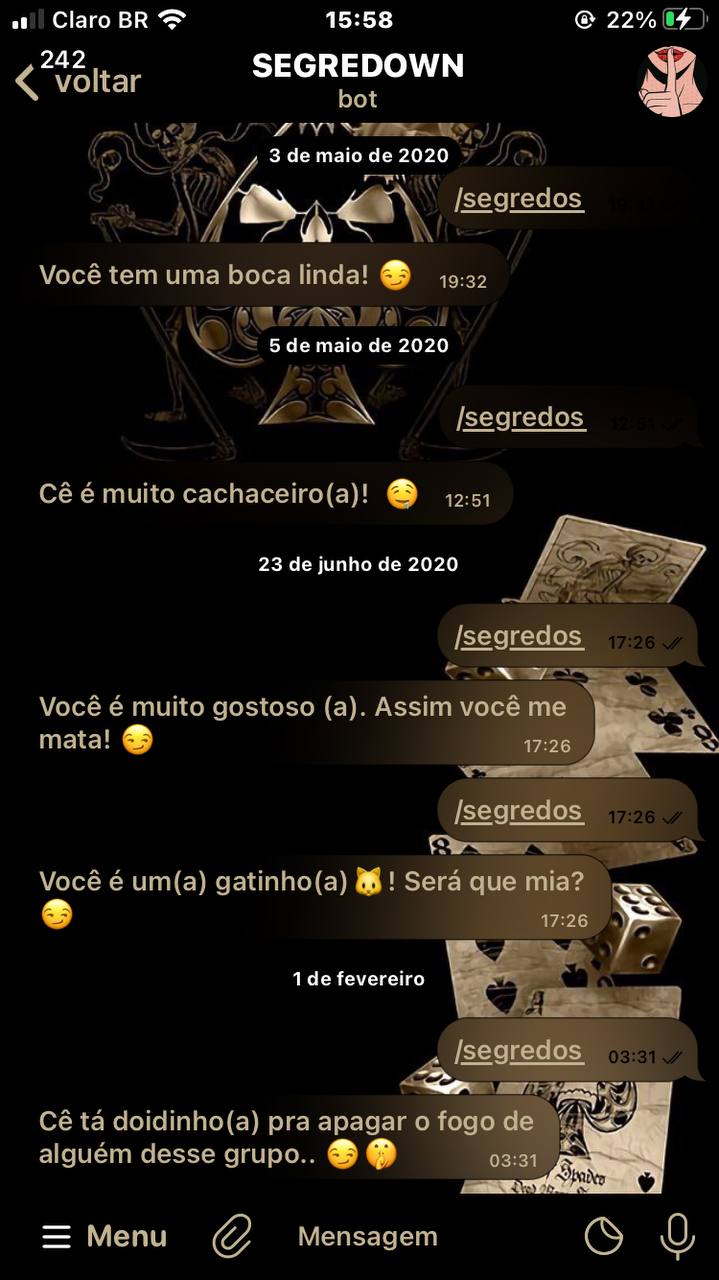 Claro BR 15:58 22%
242
voltar SEGREDOWN
bot
3 de maio de 2020
/segredos
Você tem uma boca linda! 😏 19:32
5 de maio de 2020
/segredos 12:51
Cê é muito cachaceiro(a)! 🤤 12:51
23 de junho de 2020
/segredos 17:26
Você é muito gostoso (a). Assim você me
mata! 😏 17:26
/segredos 17:26
8
Você é um(a) gatinho(a)🐱! Será que mia?
😏 17:26
1 de fevereiro
/segredos 03:31
Cê tá doidinho(a) pra apagar o fogo de
alguém desse grupo.. 😏🤫 03:31
Spades
Menu Mensagem